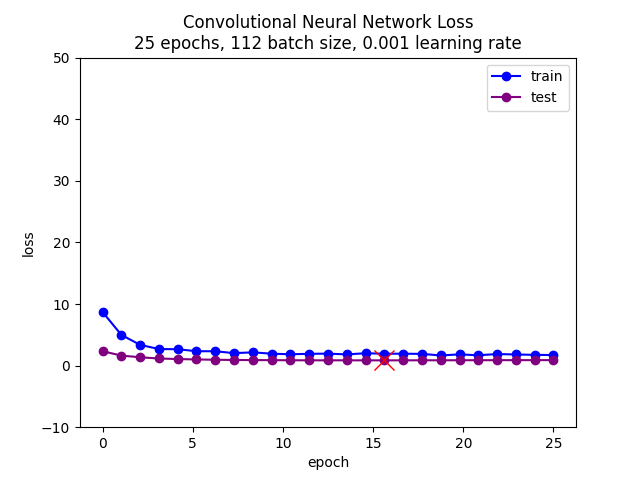 Convolutional Neural Network Loss
25 epochs, 112 batch size, 0.001 learning rate
train
test
50
40
30
20
10
0
−10
loss
0
5
10
15
20
25
epoch